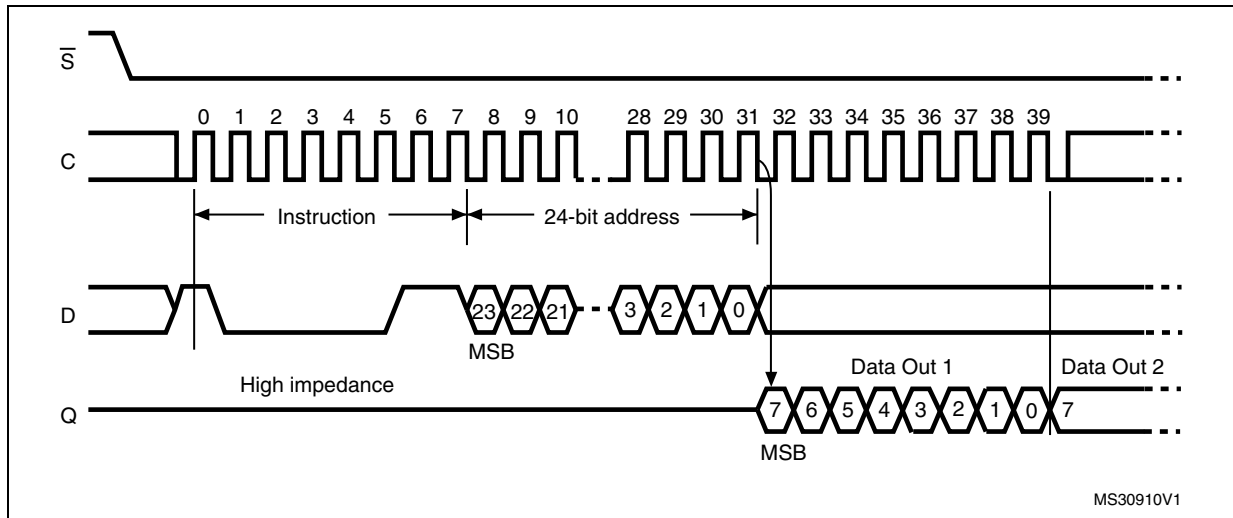 S
0 1 2 3 4 5 6 7 8 9 10 28 29 30 31 32 33 34 35 36 37 38 39
C
Instruction 24-bit address
D
23 22 21 3 2 1 0
MSB
High impedance Data Out 1 Data Out 2
Q
7 6 5 4 3 2 1 0 7
MSB
MS30910V1